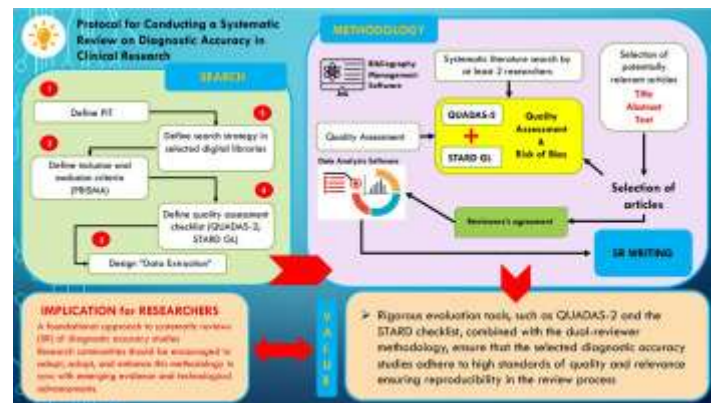 Protocol for Conducting a Systematic
Review on Diagnostic Accuracy in
Clinical Research
SEARCH
1
Define PIT
Define search strategy in
selected digital libraries
3
Define inclusion and
exclusion criteria
(PRISMA)
4
Define quality assessment
checklist (QUADAS-2,
STARD GL)
Design "Data Extraction"
METHODOLOGY
Bibliography
Management
Software
Systematic literature search by
at least 2 researchers
Selection of
potentially
relevant articles
Title
Abstract
Text
Quality Assessment
QUADAS-2
+
STARD GL
Quality
Assessment
&
Risk of Bias
Data Analysis Software
Selection of
articles
Reviewers's agreement
SR WRITING
IMPLICATION for RESEARCHERS
A foundational approach to systematic reviews
(SR) of diagnostic accuracy studies
Research communities should be encouraged to
adopt, adapt, and enhance this methodology in
sync with emerging evidence and technological
advancements.
VALUE
➢ Rigorous evaluation tools, such as QUADAS-2 and the
STARD checklist, combined with the dual-reviewer
methodology, ensure that the selected diagnostic accuracy
studies adhere to high standards of quality and relevance
ensuring reproducibility in the review process